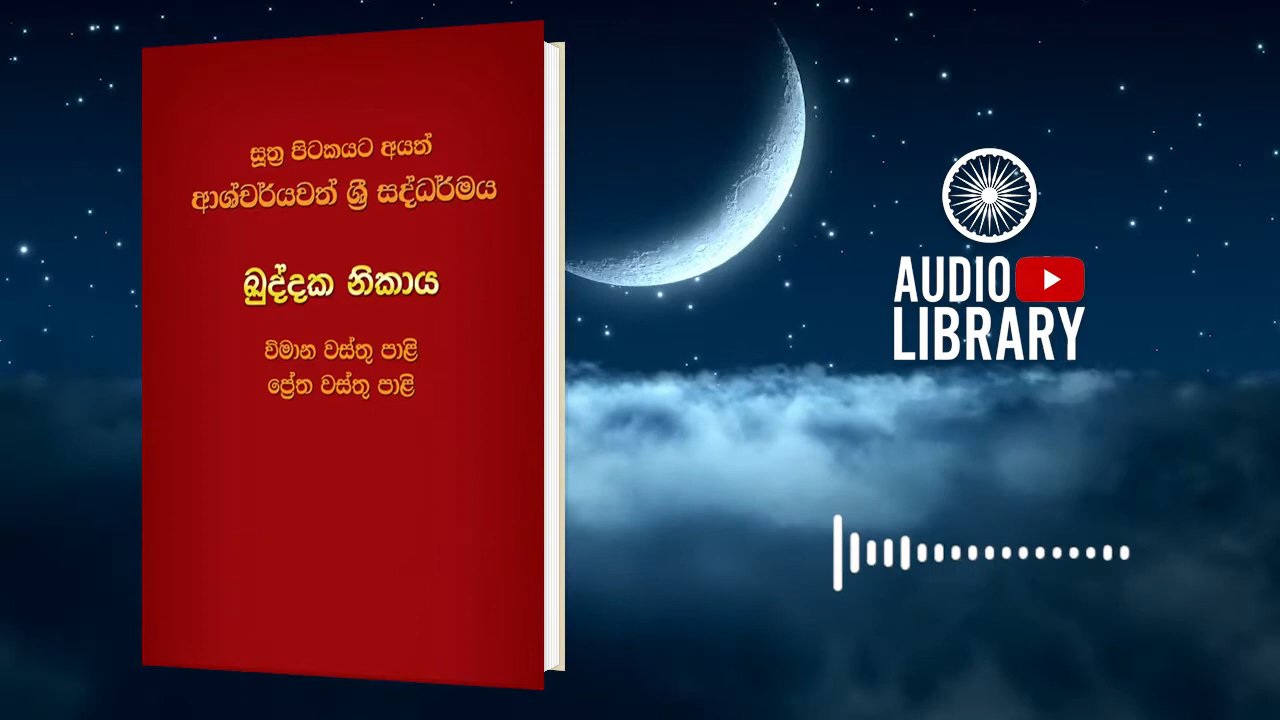 සූත්‍ර පිටකයට අයත්
ආශ්චර්යවත් ශ්‍රී සද්ධර්මය
ඛුද්දක නිකාය
විමාන වස්තු පාළි
ප්‍රේත වස්තු පාළි
AUDIO
LIBRARY